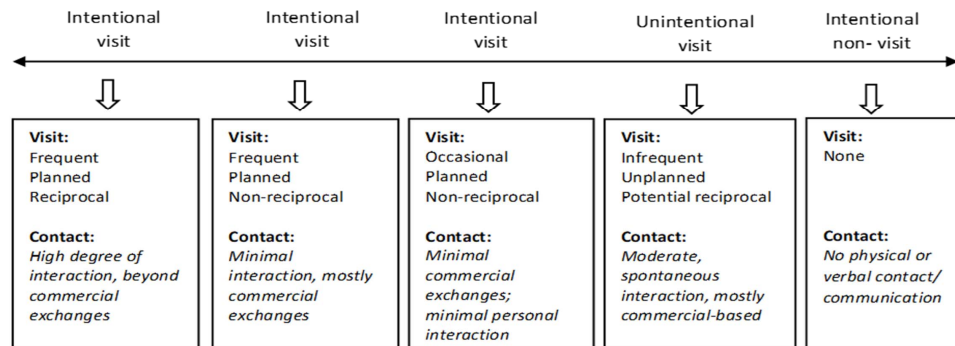 Intentional
visit
Intentional
visit
Intentional
visit
Unintentional
visit
Intentional
non- visit
Visit:
Frequent
Planned
Reciprocal
Contact:
High degree of
interaction, beyond
commercial
exchanges
Visit:
Frequent
Planned
Non-reciprocal
Contact:
Minimal
interaction, mostly
commercial
exchanges
Visit:
Occasional
Planned
Non-reciprocal
Contact:
Minimal
commercial
exchanges;
minimal personal
interaction
Visit:
Infrequent
Unplanned
Potential reciprocal
Contact:
Moderate,
spontaneous
interaction, mostly
commercial-based
Visit:
None
Contact:
No physical or
verbal contact/
communication